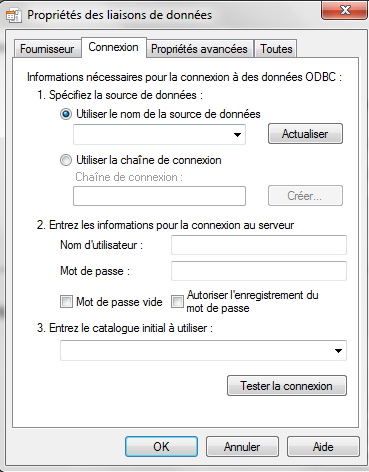 Propriétés des liaisons de données
Fournisseur Connexion Propriétés avancées Toutes
Informations nécessaires pour la connexion à des données ODBC :
1. Spécifiez la source de données :
Utiliser le nom de la source de données
Actualiser
Utiliser la chaîne de connexion
Chaîne de connexion :
Créer...
2. Entrez les informations pour la connexion au serveur
Nom d'utilisateur :
Mot de passe :
Mot de passe vide
Autoriser l'enregistrement du
mot de passe
3. Entrez le catalogue initial à utiliser :
Tester la connexion
OK Annuler Aide